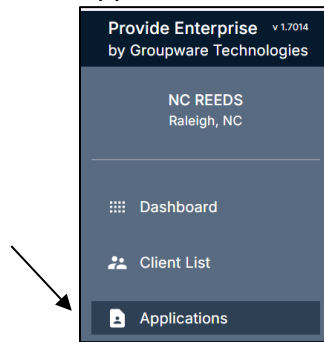 Provide Enterprise v 1.7014
by Groupware Technologies
NC REEDS
Raleigh, NC
Dashboard
Client List
Applications